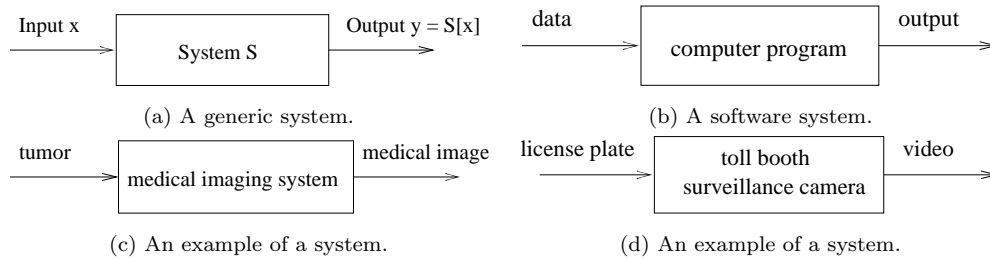 Input x
System S
Output y = S[x]
(a) A generic system.
data
computer program
output
(b) A software system.
tumor
medical imaging system
medical image
(c) An example of a system.
license plate
toll booth
surveillance camera
video
(d) An example of a system.